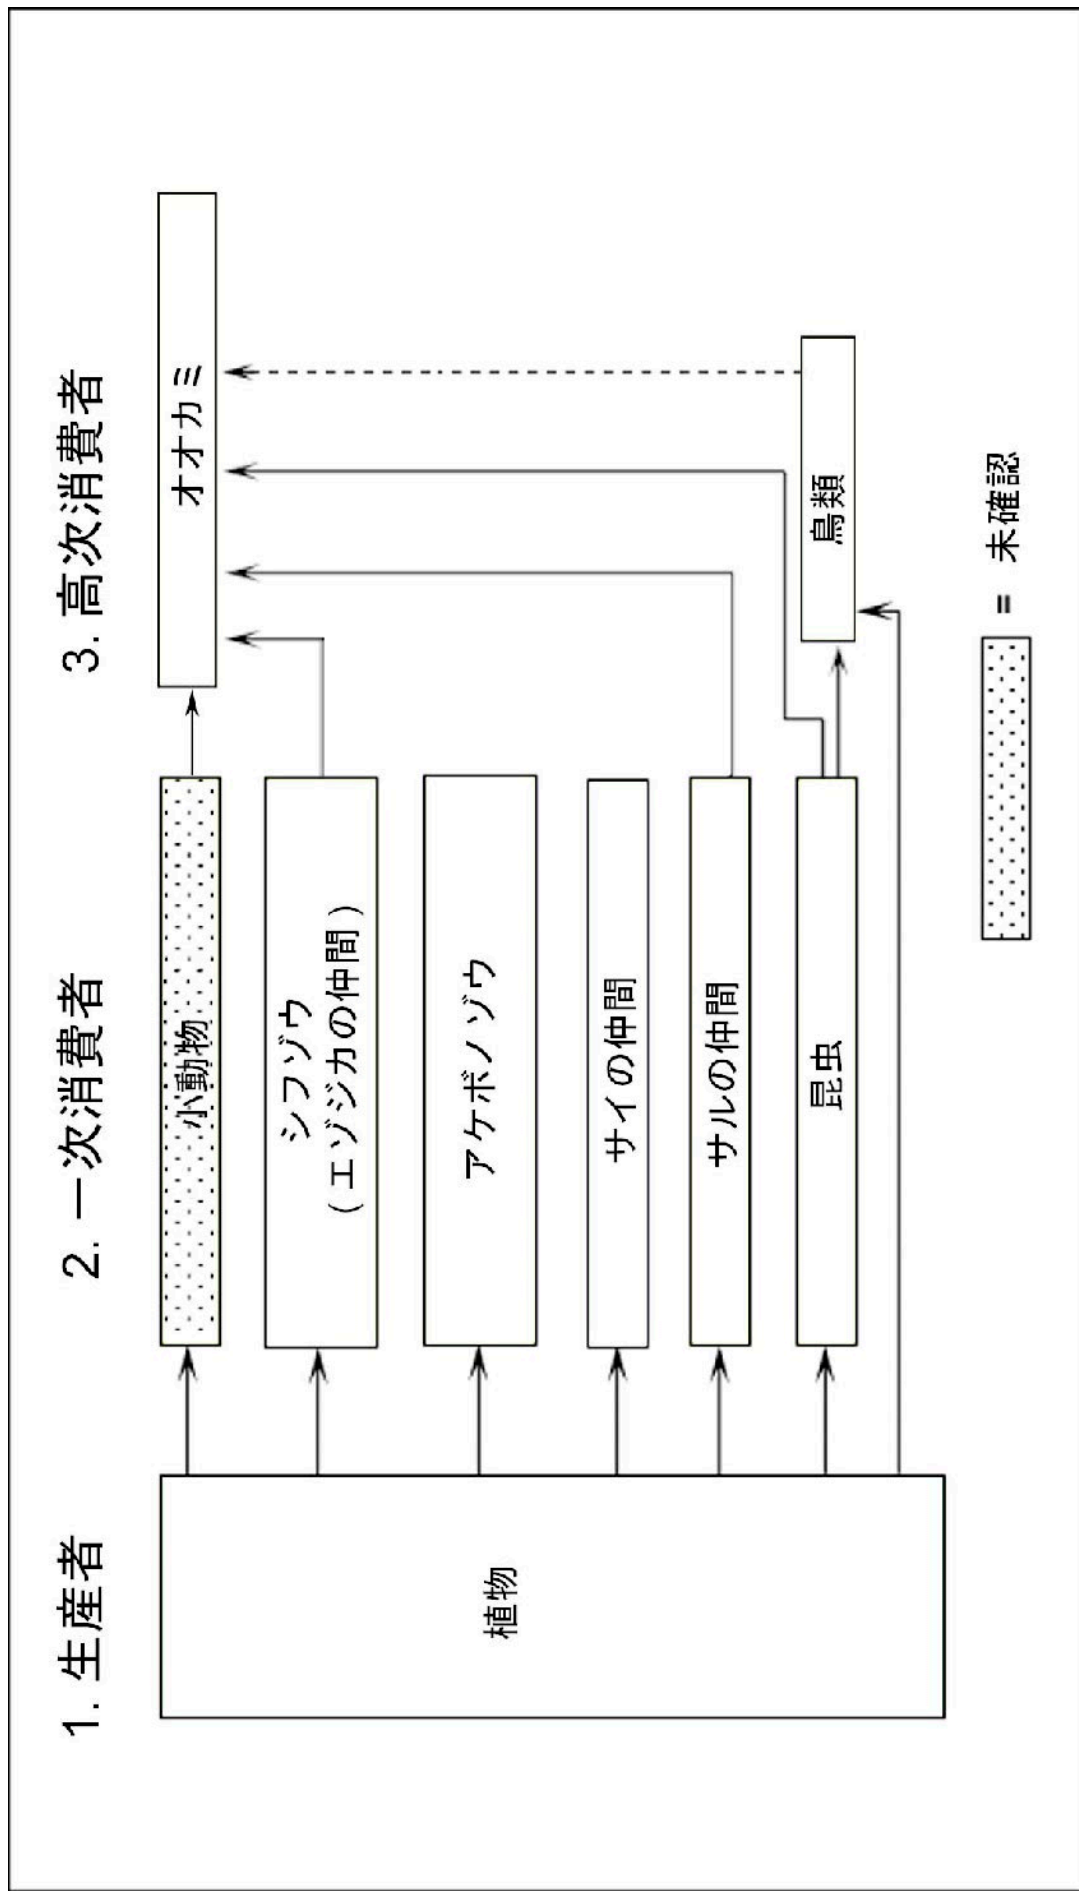 1. 生産者
2. 一次消費者
3. 高次消費者
植物
小動物
シフゾウ
(エゾジカの仲間)
アケボノゾウ
サイの仲間
サルの仲間
昆虫
オオカミ
鳥類
= 未確認